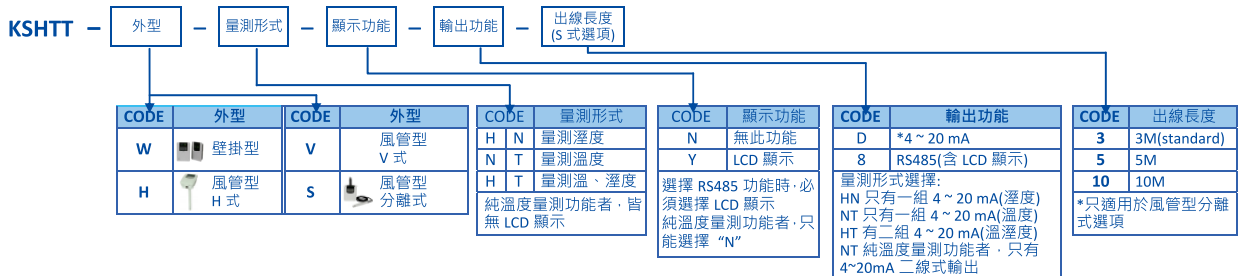 KSHTT – 外型 – 量測形式 – 顯示功能 – 輸出功能 – 出線長度
(S 式選項)
CODE 外型 CODE 外型
W 壁掛型 V 風管型
V 式
H 風管型
H 式
S 風管型
分離式
CODE 量測形式
H N 量測溼度
N T 量測溫度
H T 量測溫、溼度
純溫度量測功能者，皆
無 LCD 顯示
CODE 顯示功能
N 無此功能
Y LCD 顯示
選擇 RS485 功能時，必
須選擇 LCD 顯示
純溫度量測功能者，只
能選擇 “N”
CODE 輸出功能
D *4 ~ 20 mA
8 RS485(含 LCD 顯示)
量測形式選擇:
HN 只有一組 4 ~ 20 mA(溼度)
NT 只有一組 4 ~ 20 mA(溫度)
HT 有二組 4 ~ 20 mA(溫溼度)
NT 純溫度量測功能者，只有
4~20mA 二線式輸出
CODE 出線長度
3 3M(standard)
5 5M
10 10M
*只適用於風管型分離
式選項